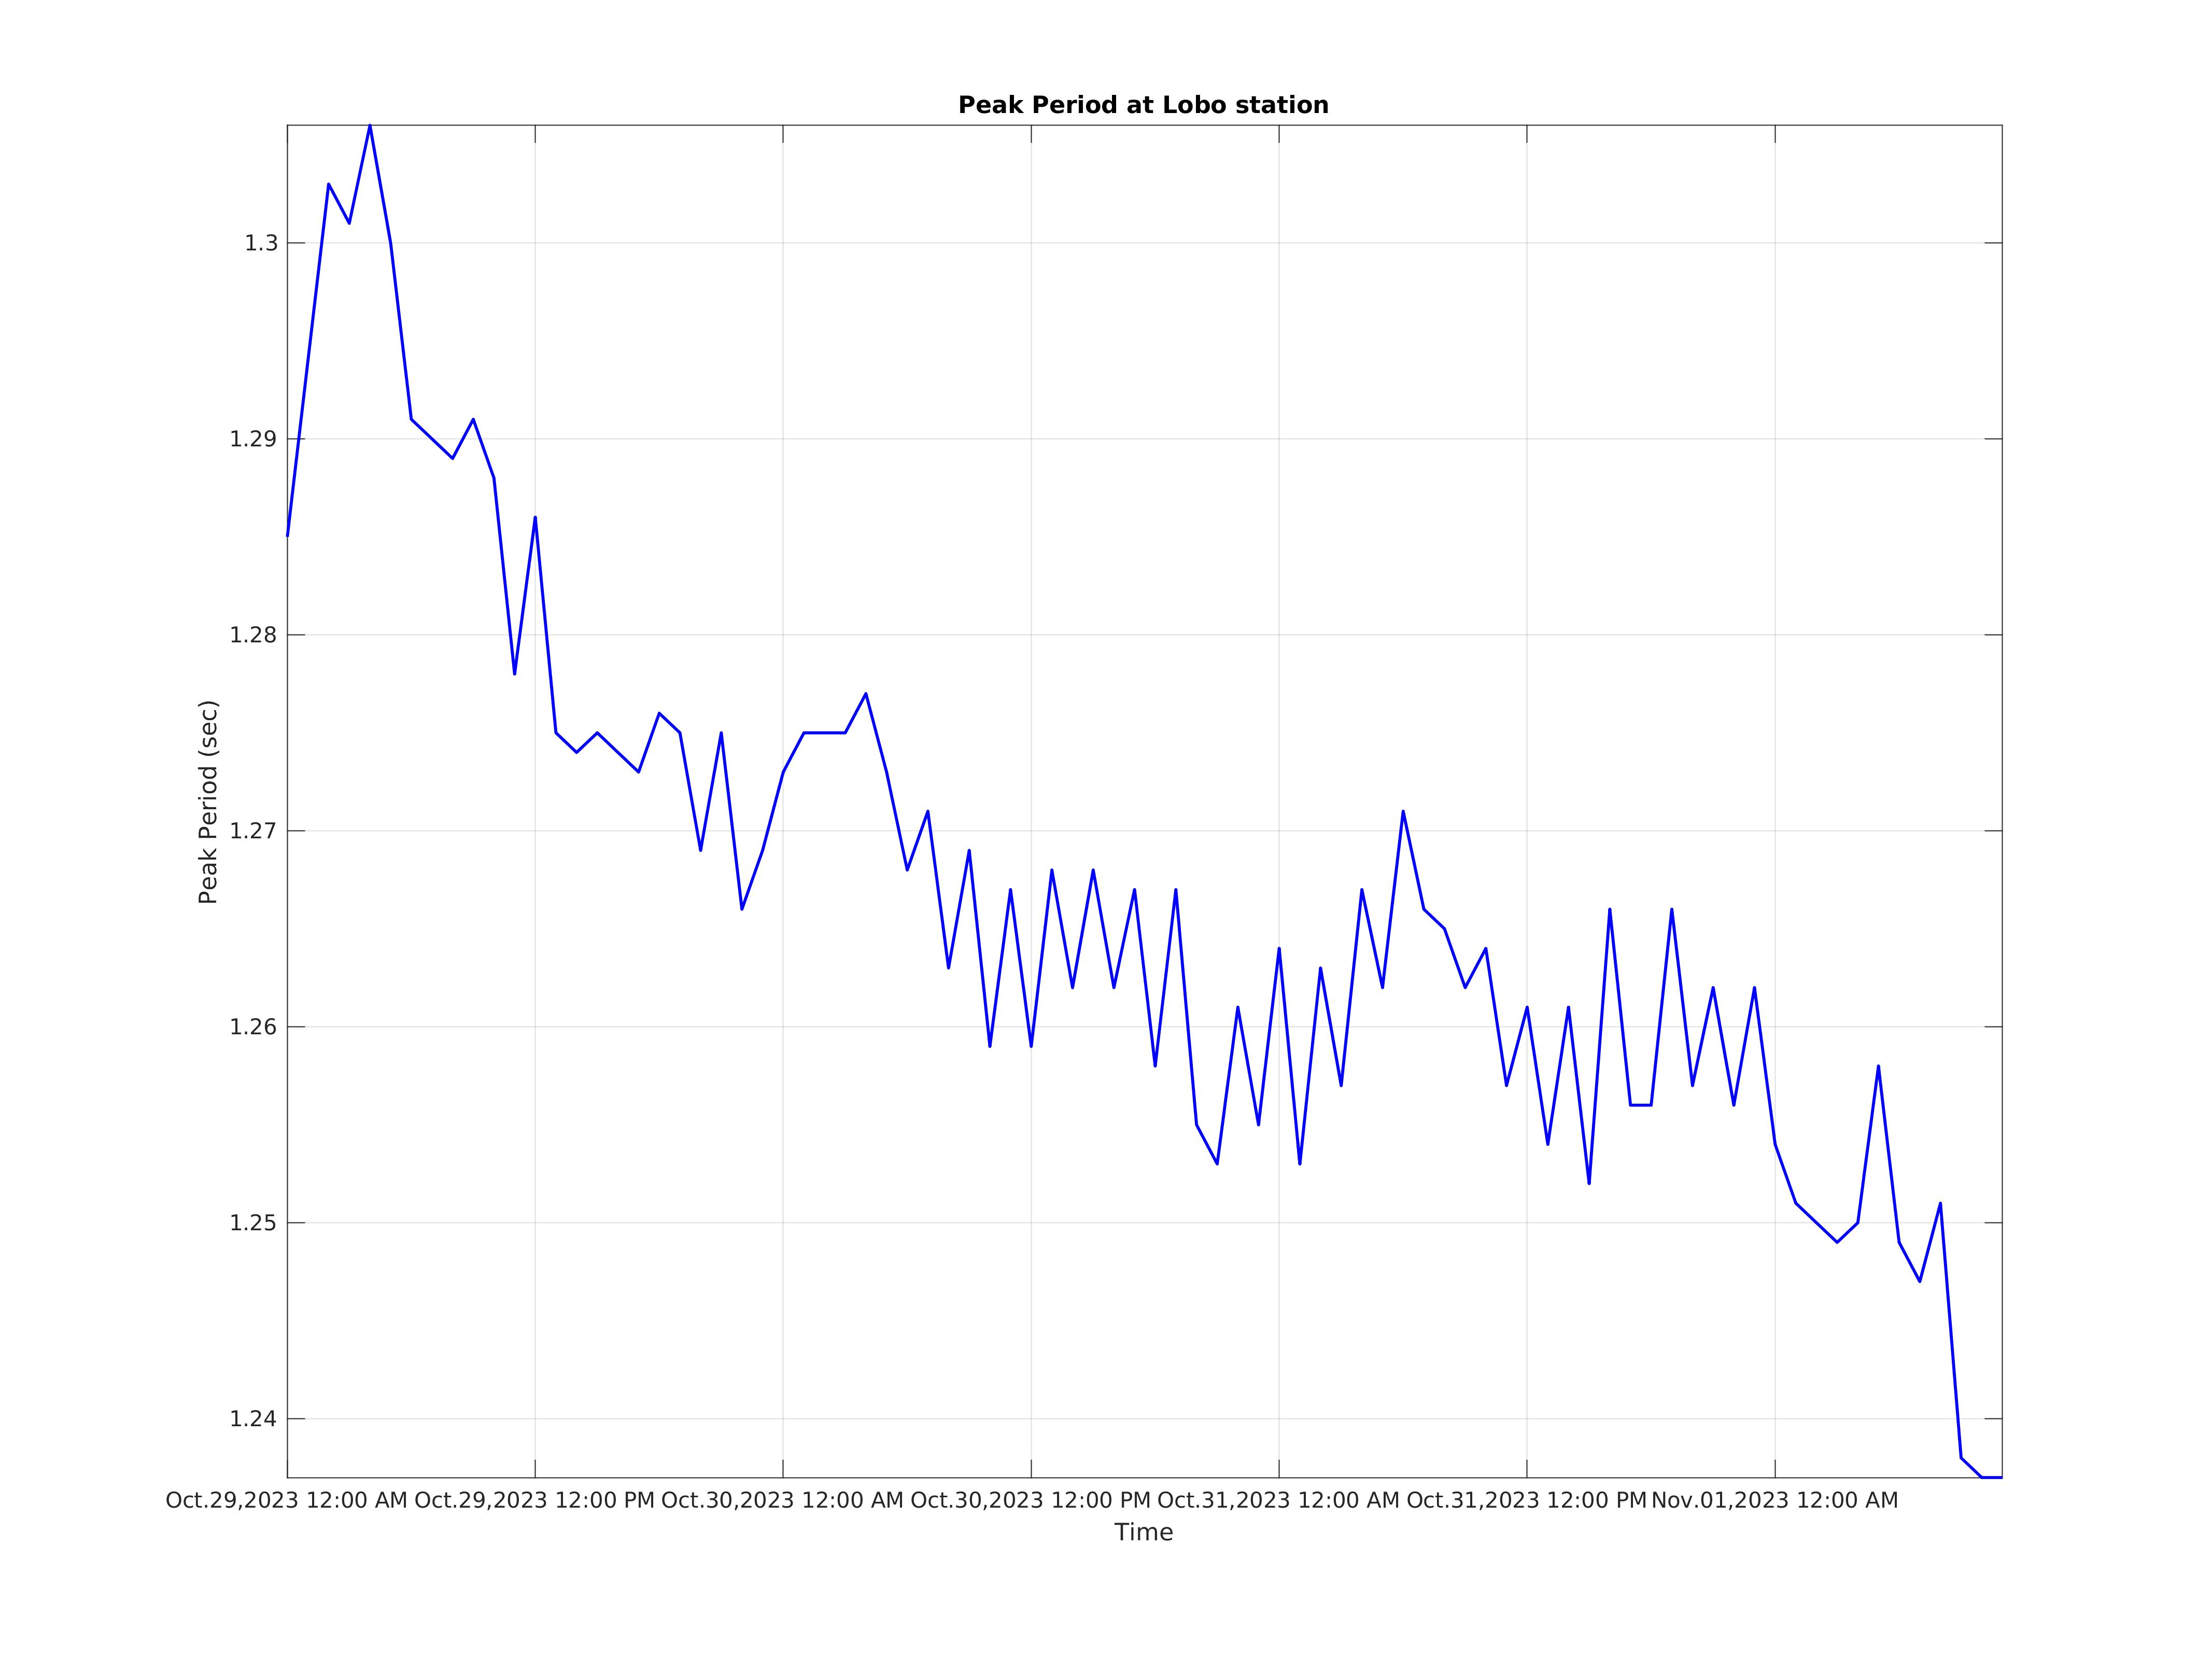 Peak Period at Lobo station
1.3
1.29
1.28
1.27
1.26
1.25
1.24
Peak Period (sec)
Oct.29,2023 12:00 AM Oct.29,2023 12:00 PM Oct.30,2023 12:00 AM Oct.30,2023 12:00 PM Oct.31,2023 12:00 AM Oct.31,2023 12:00 PM Nov.01,2023 12:00 AM
Time